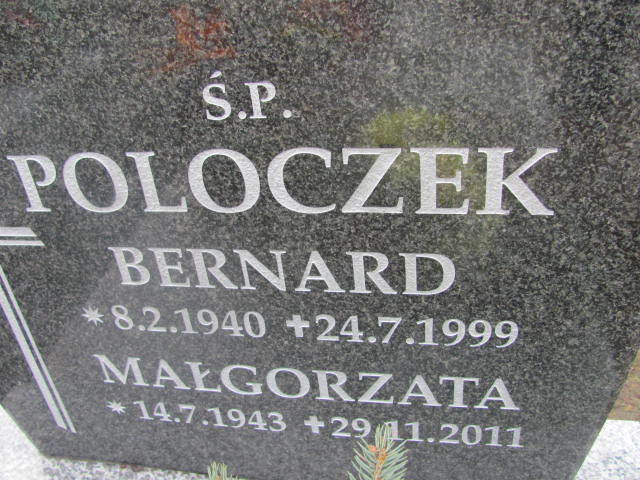 Ś.P.
POLOCZEK
BERNARD
* 8.2.1940 ✝ 24.7.1999
MAŁGORZATA
* 14.7.1943 ✝ 29.11.2011